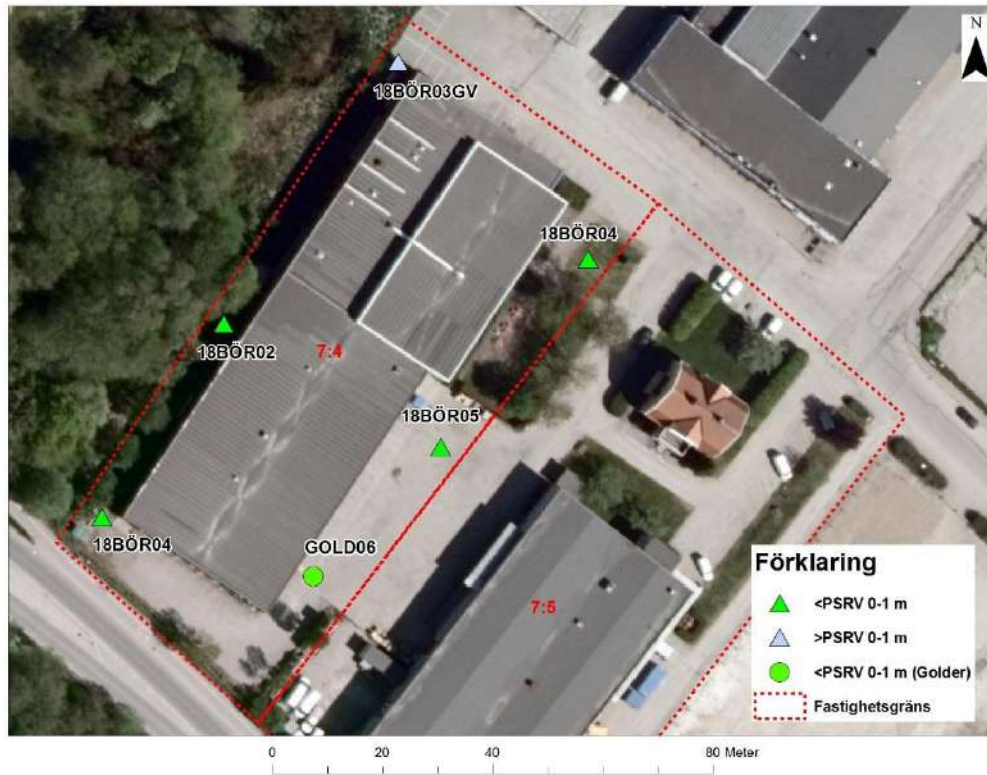 N
18BÖR03GV
18BÖR04
18BÖR02
7:4
18BÖR05
18BÖR04
GOLD06
7:5
Förklaring
<PSRV 0-1 m
>PSRV 0-1 m
<PSRV 0-1 m (Golder)
Fastighetsgräns
0 20 40 80 Meter